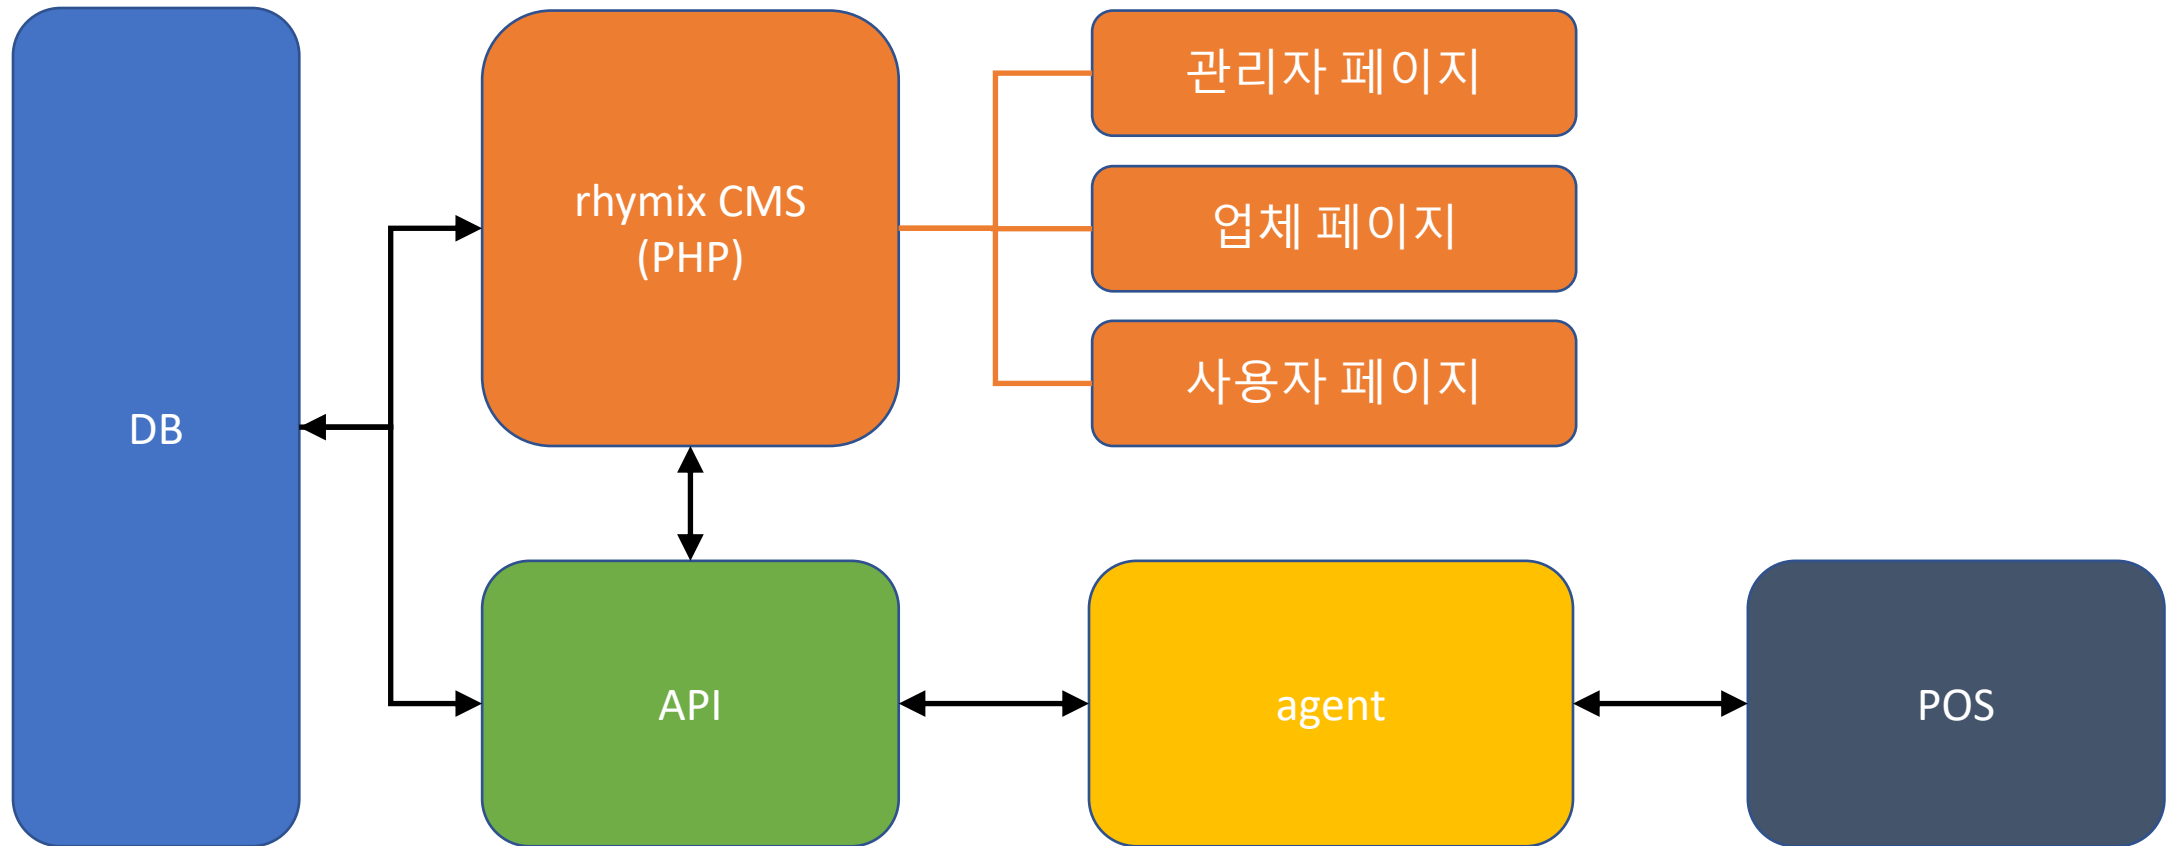 DB
rhymix CMS
(PHP)
관리자 페이지
업체 페이지
사용자 페이지
API
agent
POS